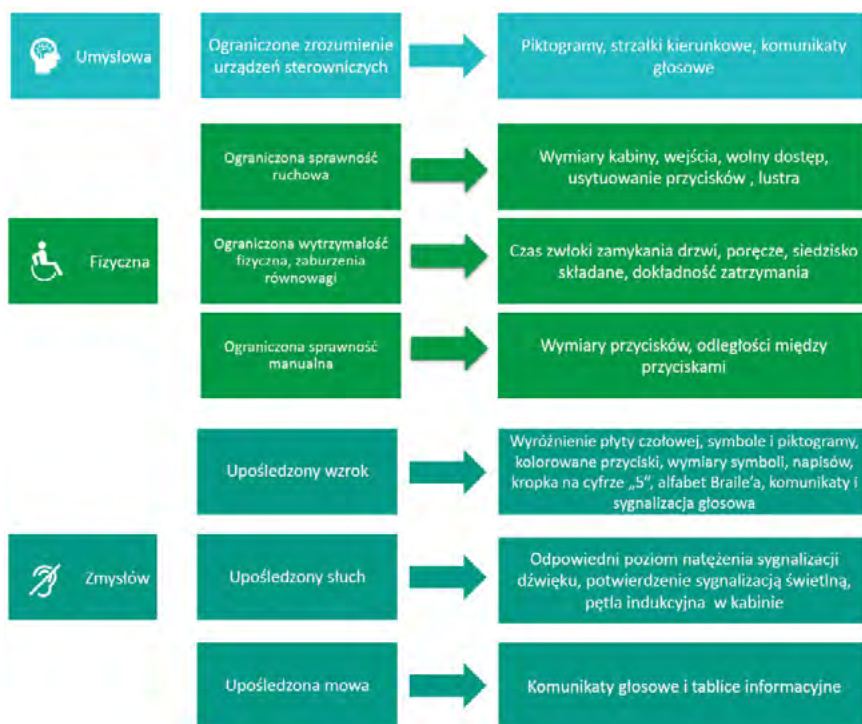 Umysłowa
Ograniczone zrozumienie
urządzeń sterowniczych
Piktogramy, strzałki kierunkowe, komunikaty
głosowe
Fizyczna
Ograniczona sprawność
ruchowa
Wymiary kabiny, wejścia, wolny dostęp,
usytuowanie przycisków , lustra
Ograniczona wytrzymałość
fizyczna, zaburzenia
równowagi
Czas zwłoki zamykania drzwi, poręcze, siedzisko
składane, dokładność zatrzymania
Ograniczona sprawność
manualna
Wymiary przycisków, odległości między
przyciskami
Zmysłów
Upośledzony wzrok
Wyróżnienie płyty czołowej, symbole i piktogramy,
kolorowane przyciski, wymiary symboli, napisów,
kropka na cyfrze „5”, alfabet Braile’a, komunikaty i
sygnalizacja głosowa
Upośledzony słuch
Odpowiedni poziom natężenia sygnalizacji
dźwięku, potwierdzenie sygnalizacją świetlną,
pętla indukcyjna w kabinie
Upośledzona mowa
Komunikaty głosowe i tablice informacyjne